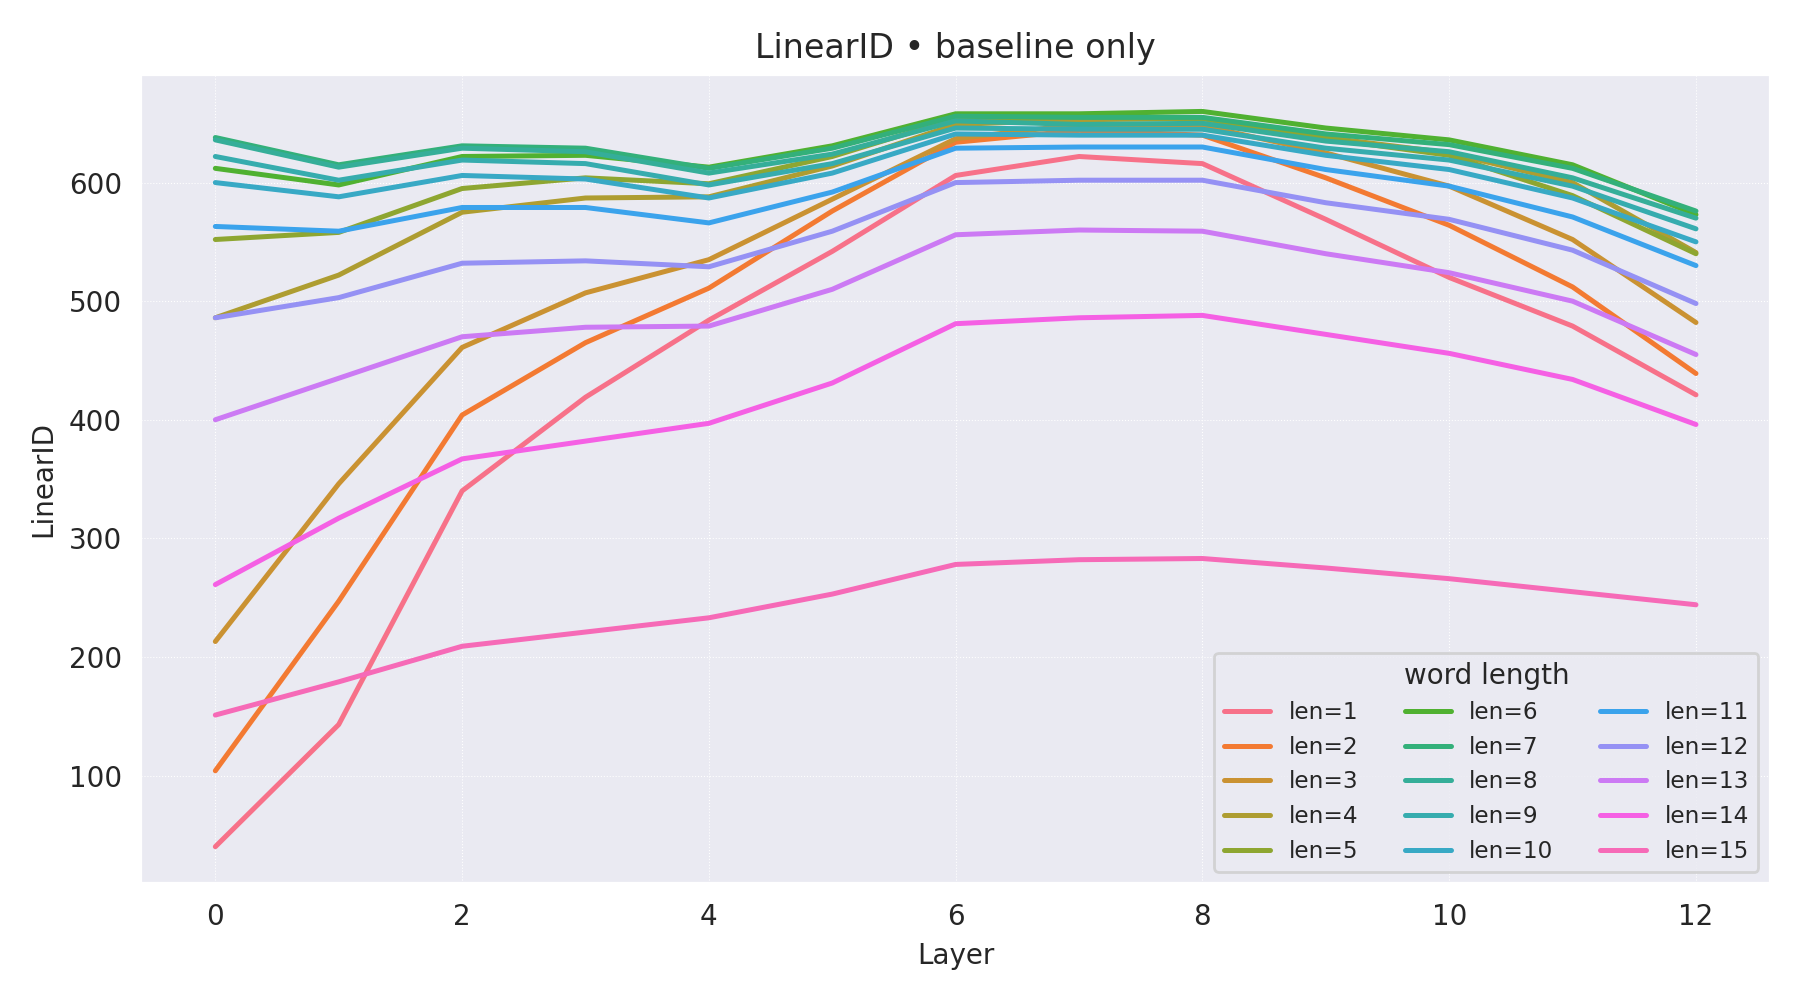 LinearID • baseline only
LinearID
600
500
400
300
200
100
0 2 4 6 8 10 12
Layer
word length
len=1 len=6 len=11
len=2 len=7 len=12
len=3 len=8 len=13
len=4 len=9 len=14
len=5 len=10 len=15